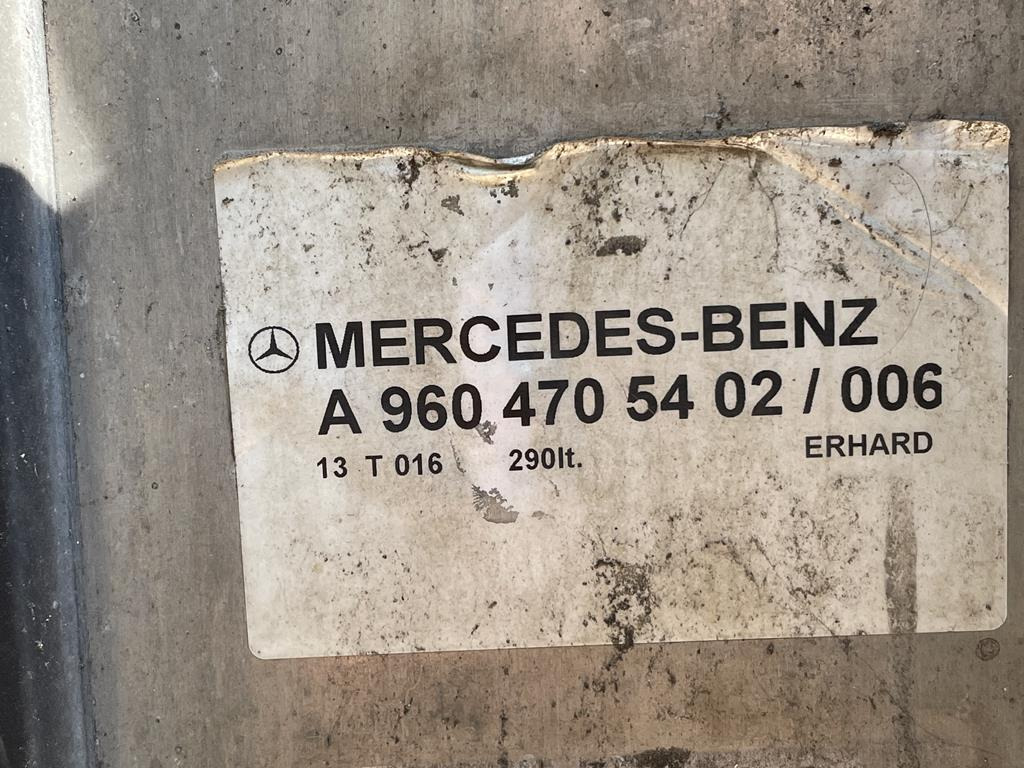 MERCEDES-BENZ
A 960 470 54 02 / 006
13 T 016 290lt. ERHARD